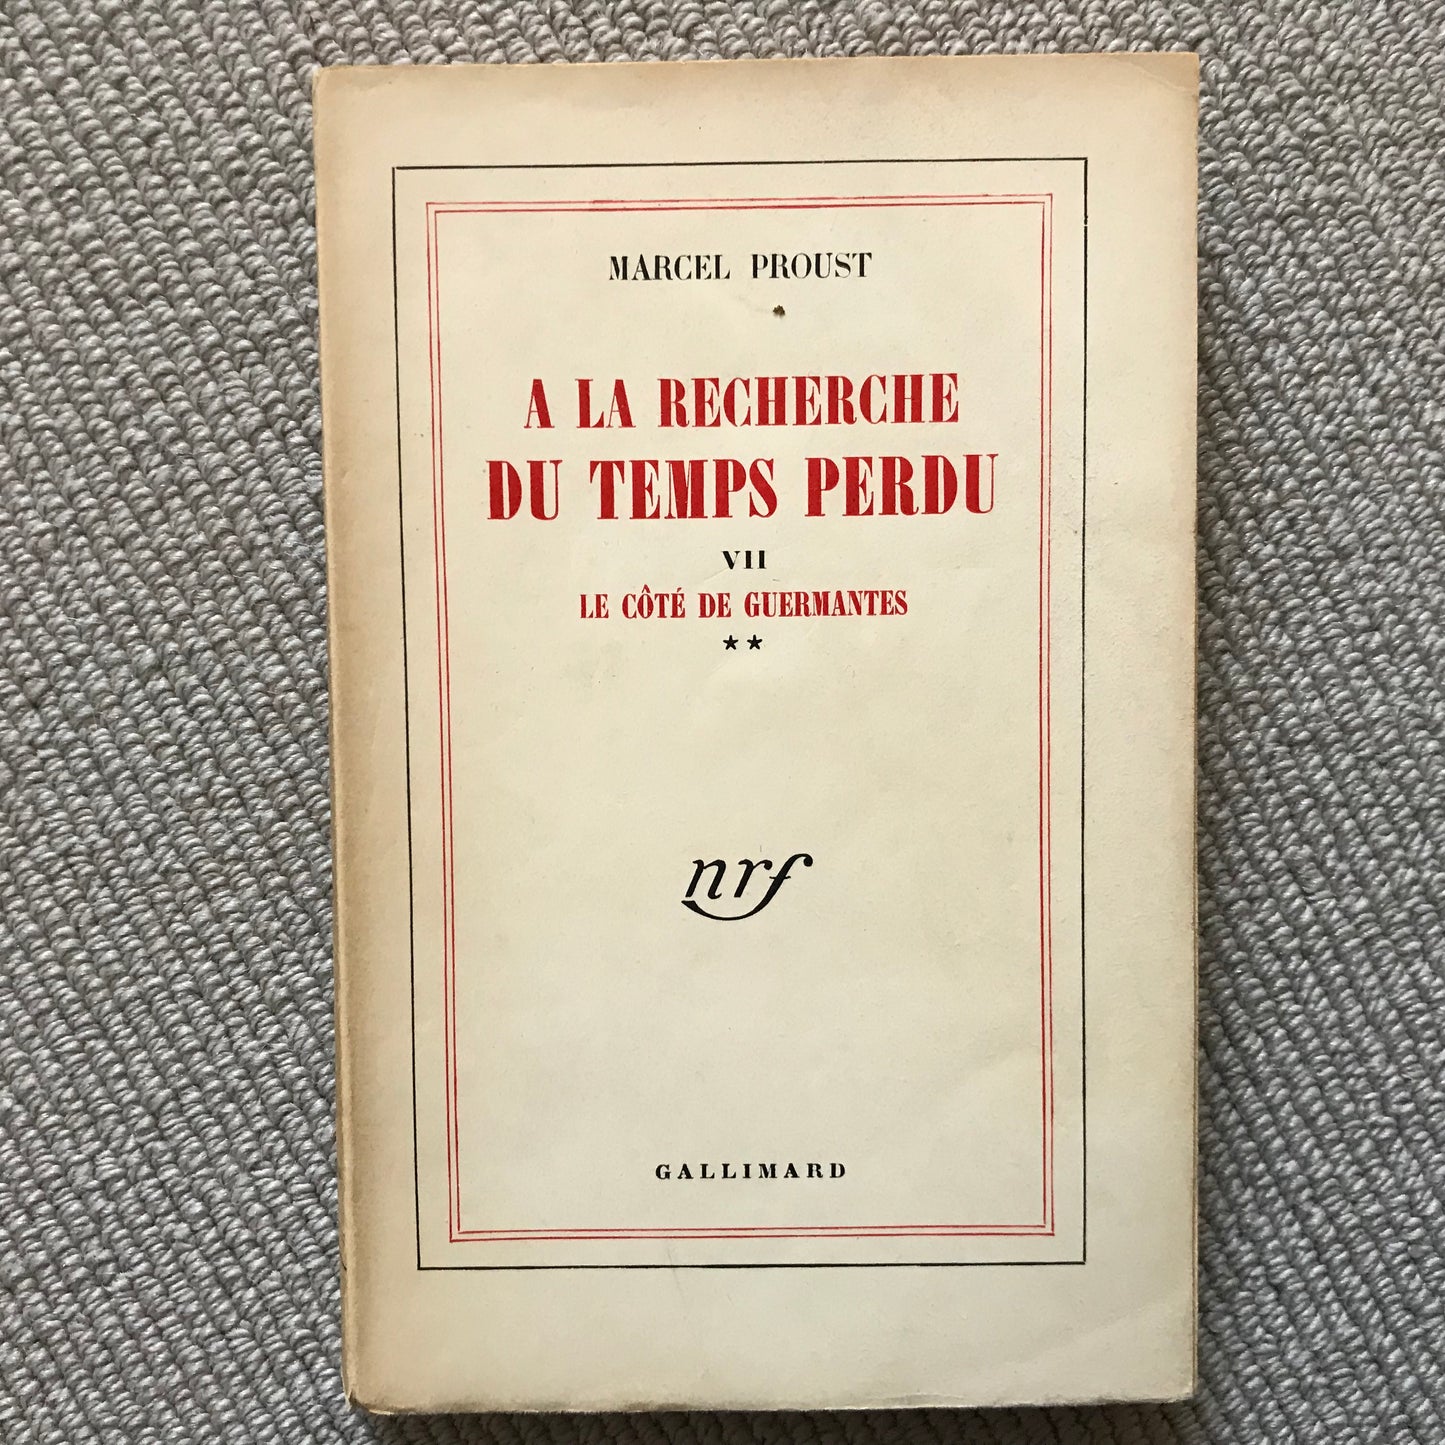 MARCEL PROUST
A LA RECHERCHE
DU TEMPS PERDU
VII
LE CÔTÉ DE GUERMANTES
★★
nrf
GALLIMARD